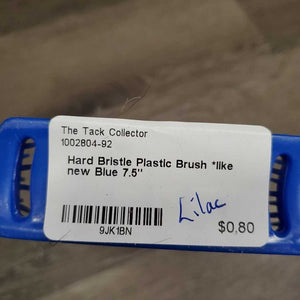 The Tack Collector
1002804-92
Hard Bristle Plastic Brush *like
new Blue 7.5"
Lilac
9JK1BN
$0.80